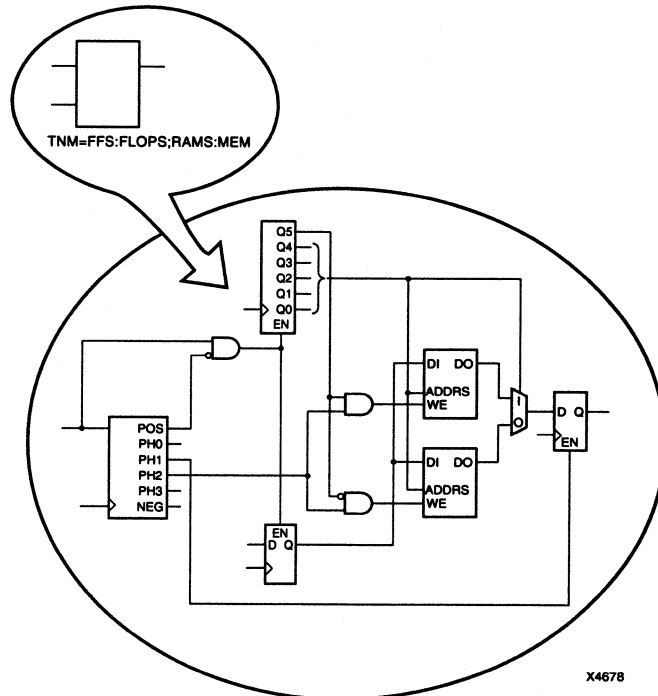 TNM=FFS:FLOPS;RAMS:MEM
Q5
Q4
Q3
Q2
Q1
Q0
EN
DI DO
ADDRS
WE
I
O
D Q
EN
POS
PH0
PH1
PH2
PH3
NEG
DI DO
ADDRS
WE
EN
D Q
X4678